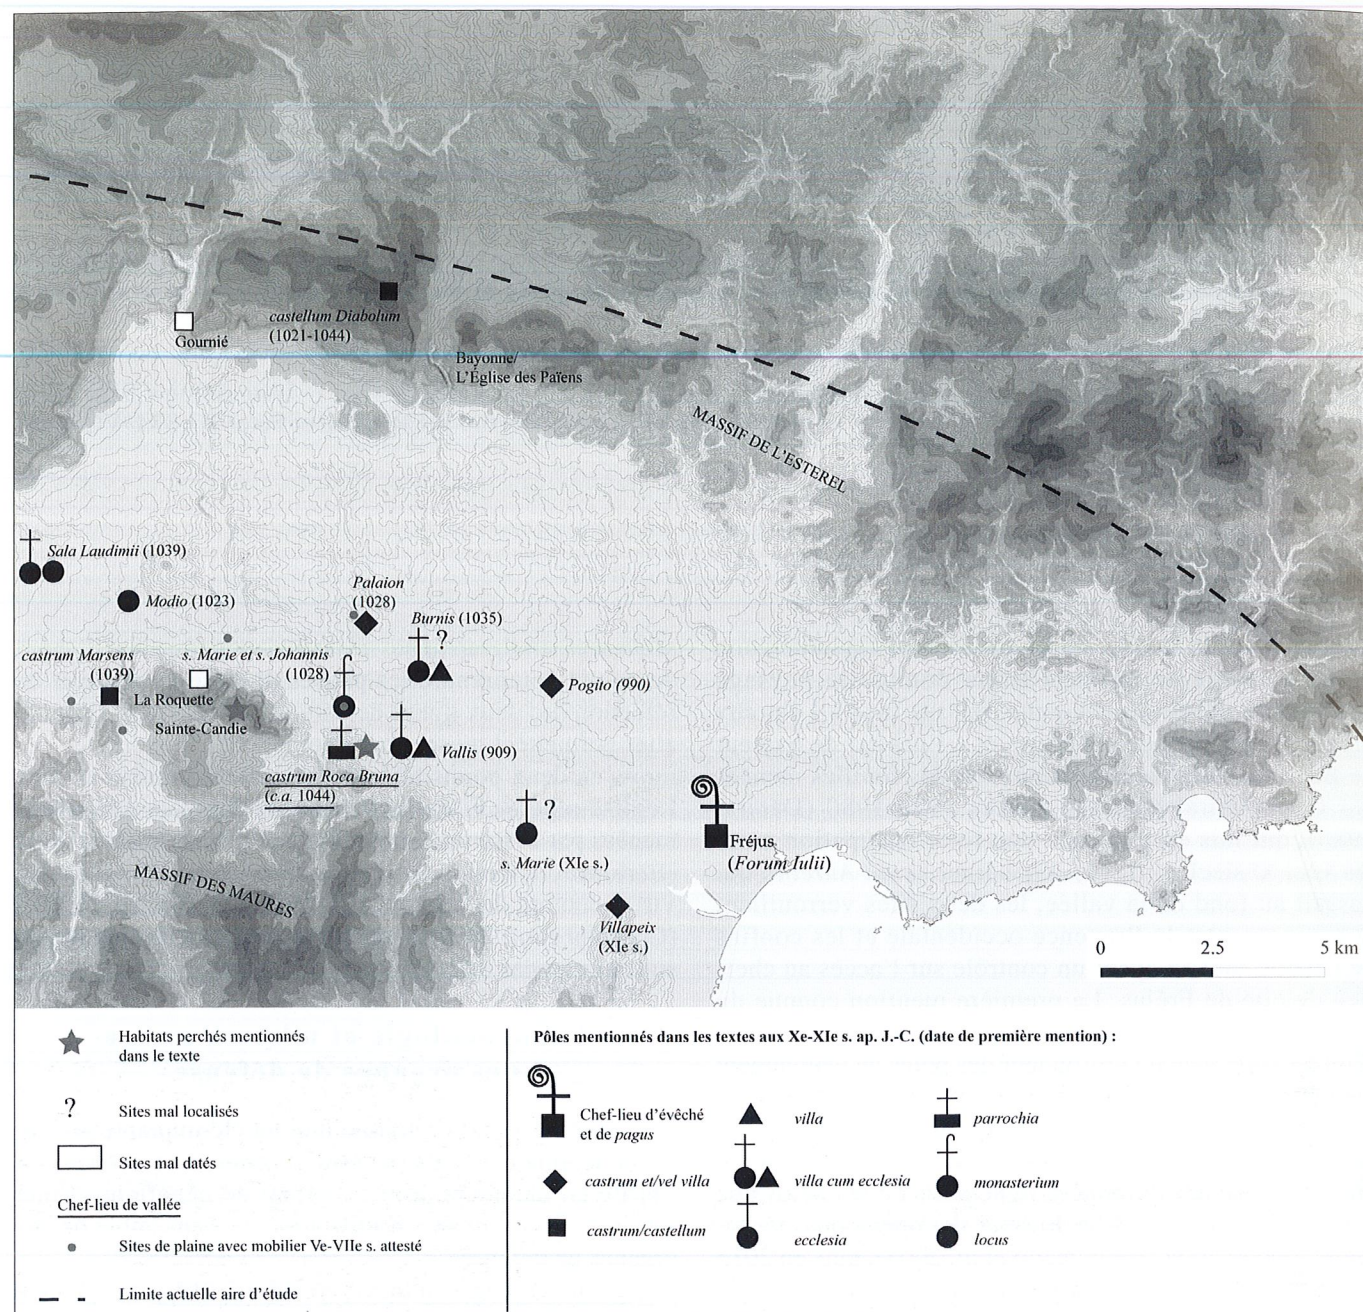 castellum Diabolum
(1021-1044)
Gournié
Bayonne/
L'Église des Païens
MASSIF DE L'ESTEREL
Sala Laudimii (1039)
Modio (1023)
Palaion
(1028)
Burnis (1035)
?
castrum Marsens
(1039)
s. Marie et s. Johannis
(1028)
La Roquette
Sainte-Candie
Pogito (990)
Vallis (909)
castrum Roca Bruna
(c.a. 1044)
?
s. Marie (XIe s.)
Fréjus
(Forum Iulii)
MASSIF DES MAURES
Villapeix
(XIe s.)
0 2.5 5 km
Habitats perchés mentionnés
dans le texte
? Sites mal localisés
Sites mal datés
Chef-lieu de vallée
Sites de plaine avec mobilier Ve-VIIe s. attesté
Limite actuelle aire d'étude
Pôles mentionnés dans les textes aux Xe-XIe s. ap. J.-C. (date de première mention) :
Chef-lieu d'évêché
et de pagus
castrum et/vel villa
castrum/castellum
villa
villa cum ecclesia
ecclesia
parrochia
monasterium
locus